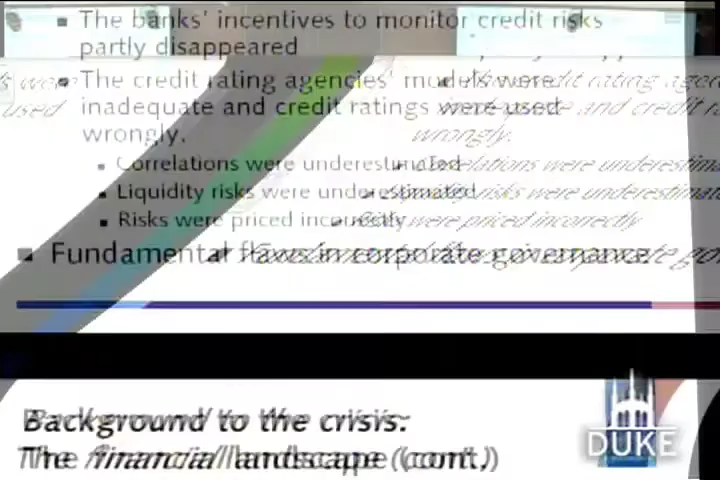 ▪ The banks' incentives to monitor credit risks
partly disappeared
▪ The credit rating agencies' models were
inadequate and credit ratings were used
wrongly.
▪ Correlations were underestimated
▪ Liquidity risks were underestimated
▪ Risks were priced incorrectly
▪ Fundamental flaws in corporate governance
Background to the crisis:
The financial landscape (cont.)
DUKE